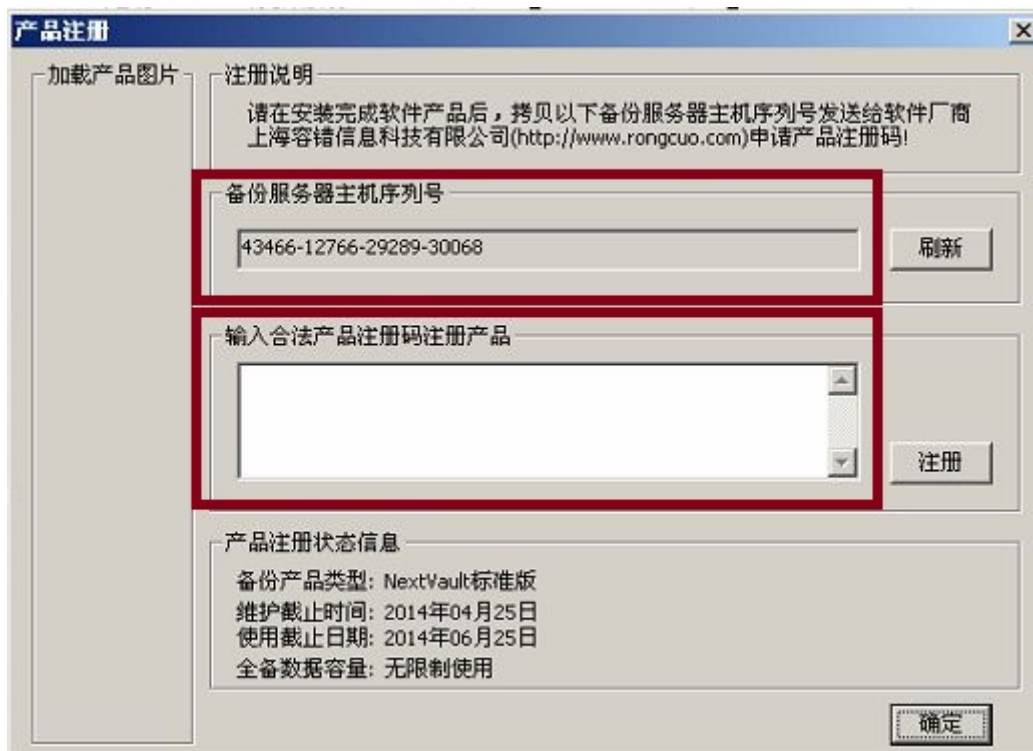 产品注册
加载产品图片
注册说明
请在安装完成软件产品后，拷贝以下备份服务器主机序列号发送给软件厂商
上海容错信息科技有限公司(http://www.rongcuo.com)申请产品注册码!
备份服务器主机序列号
43466-12766-29289-30068
刷新
输入合法产品注册码注册产品
注册
产品注册状态信息
备份产品类型: NextVault标准版
维护截止时间: 2014年04月25日
使用截止日期: 2014年06月25日
全备数据容量: 无限制使用
确定